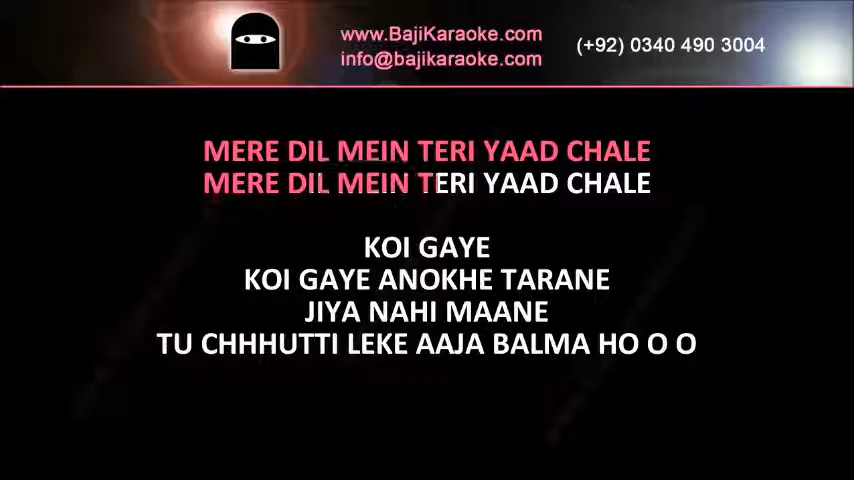 www.BajiKaraoke.com
info@bajikaraoke.com
(+92) 0340 490 3004
MERE DIL MEIN TERI YAAD CHALE
MERE DIL MEIN TERI YAAD CHALE
KOI GAYE
KOI GAYE ANOKHE TARANE
JIYA NAHI MAANE
TU CHHHUTTI LEKE AAJA BALMA HO O O